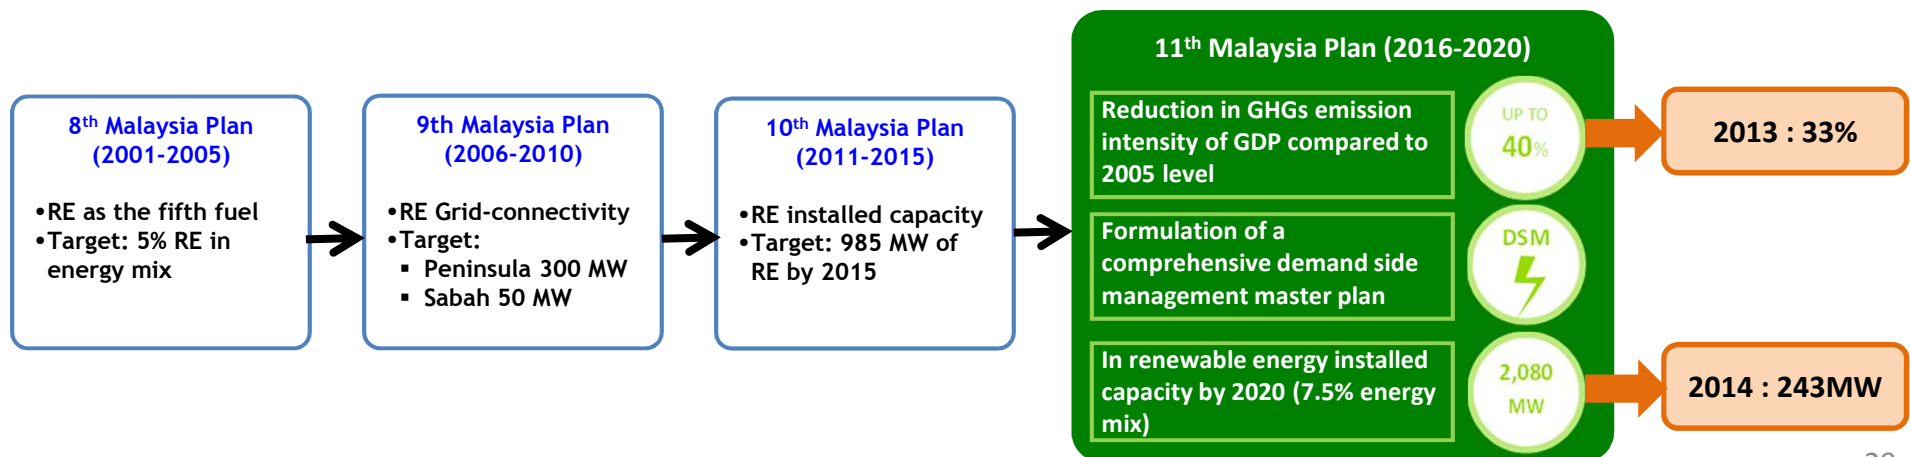 8th Malaysia Plan
(2001-2005)
•RE as the fifth fuel
•Target: 5% RE in
energy mix
9th Malaysia Plan
(2006-2010)
•RE Grid-connectivity
•Target:
▪ Peninsula 300 MW
▪ Sabah 50 MW
10th Malaysia Plan
(2011-2015)
•RE installed capacity
•Target: 985 MW of
RE by 2015
11th Malaysia Plan (2016-2020)
Reduction in GHGs emission
intensity of GDP compared to
2005 level
UP TO
40%
2013 : 33%
Formulation of a
comprehensive demand side
management master plan
DSM
In renewable energy installed
capacity by 2020 (7.5% energy
mix)
2,080
MW
2014 : 243MW